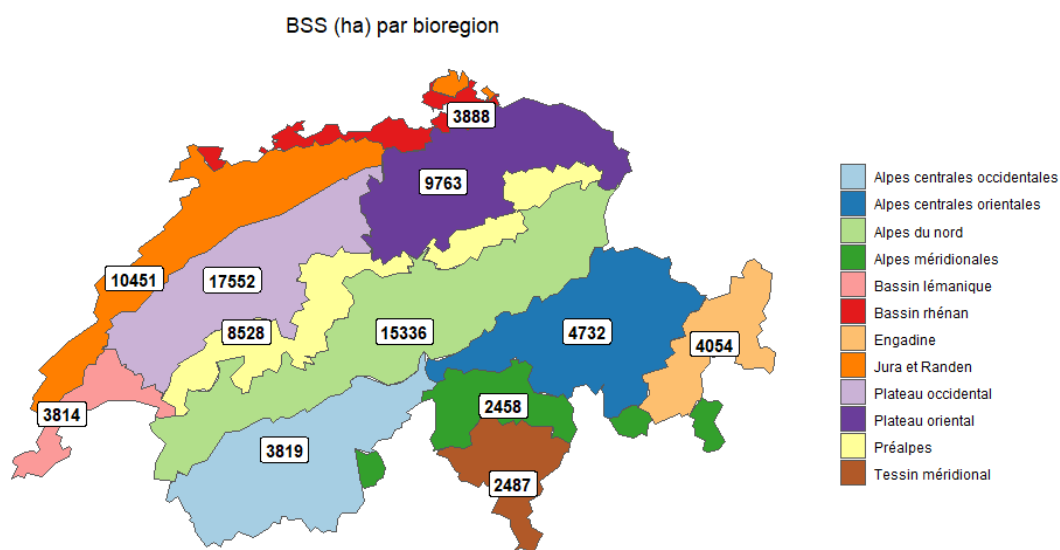 BSS (ha) par bioregion
3888
9763
10451
17552
8528
15336
4732
4054
3814
2458
3819
2487
Alpes centrales occidentales
Alpes centrales orientales
Alpes du nord
Alpes méridionales
Bassin lémanique
Bassin rhénan
Engadine
Jura et Randen
Plateau occidental
Plateau oriental
Préalpes
Tessin méridional